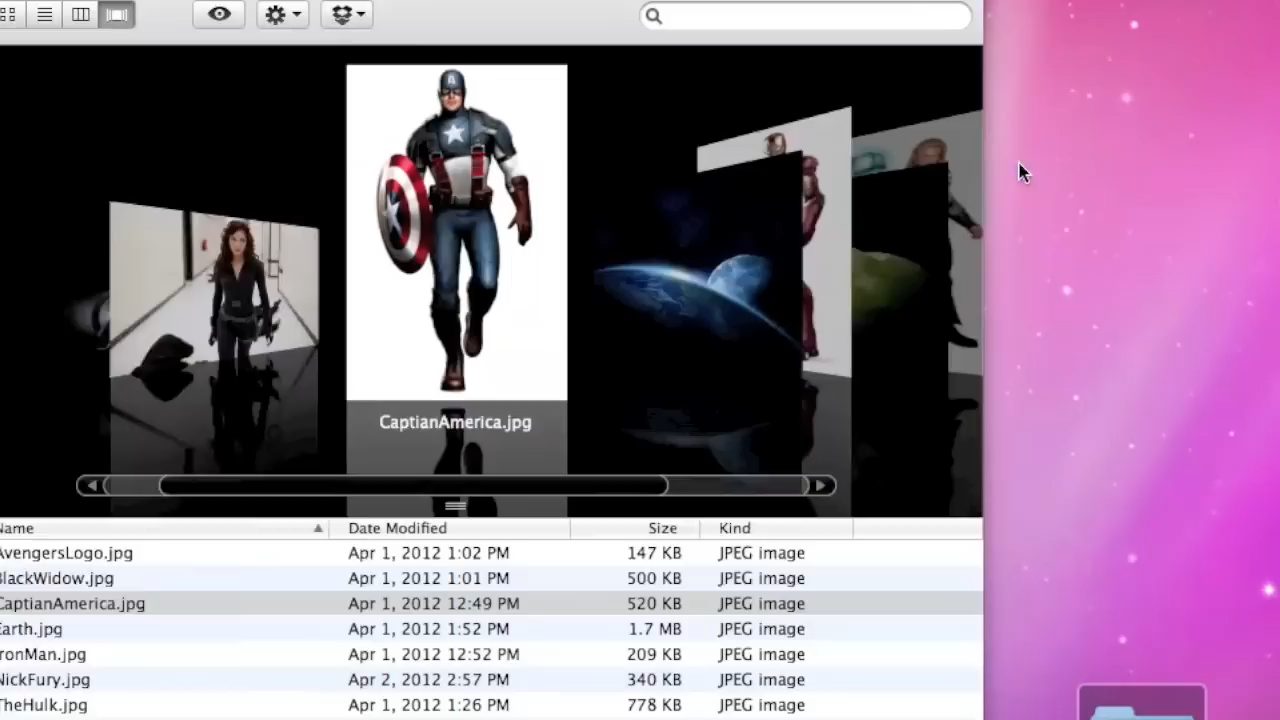 CaptianAmerica.jpg
Name Date Modified Size Kind
AvengersLogo.jpg Apr 1, 2012 1:02 PM 147 KB JPEG image
BlackWidow.jpg Apr 1, 2012 1:01 PM 500 KB JPEG image
CaptianAmerica.jpg Apr 1, 2012 12:49 PM 520 KB JPEG image
Earth.jpg Apr 1, 2012 1:52 PM 1.7 MB JPEG image
ronMan.jpg Apr 1, 2012 12:52 PM 209 KB JPEG image
NickFury.jpg Apr 2, 2012 2:57 PM 340 KB JPEG image
TheHulk.jpg Apr 1, 2012 1:26 PM 778 KB JPEG image